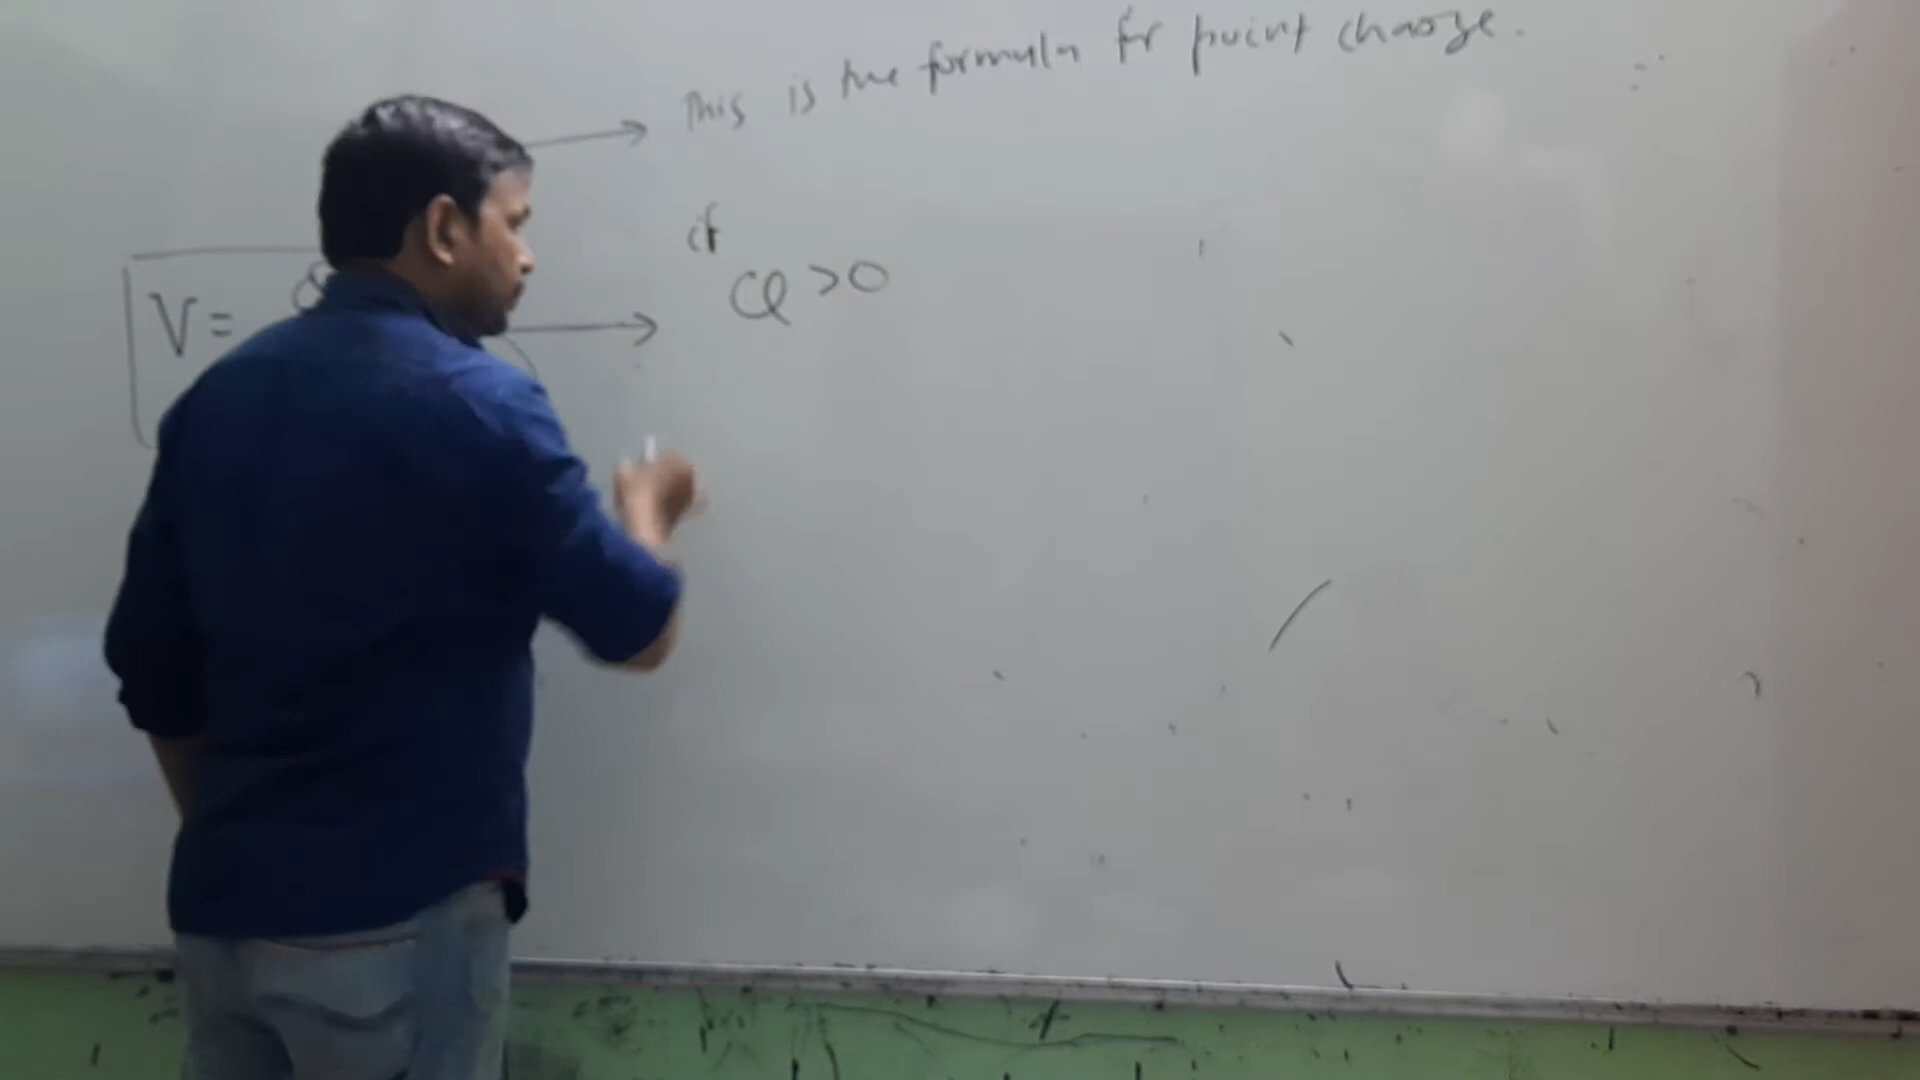 This is the formula for point charge.
if
Q >0
V = Q